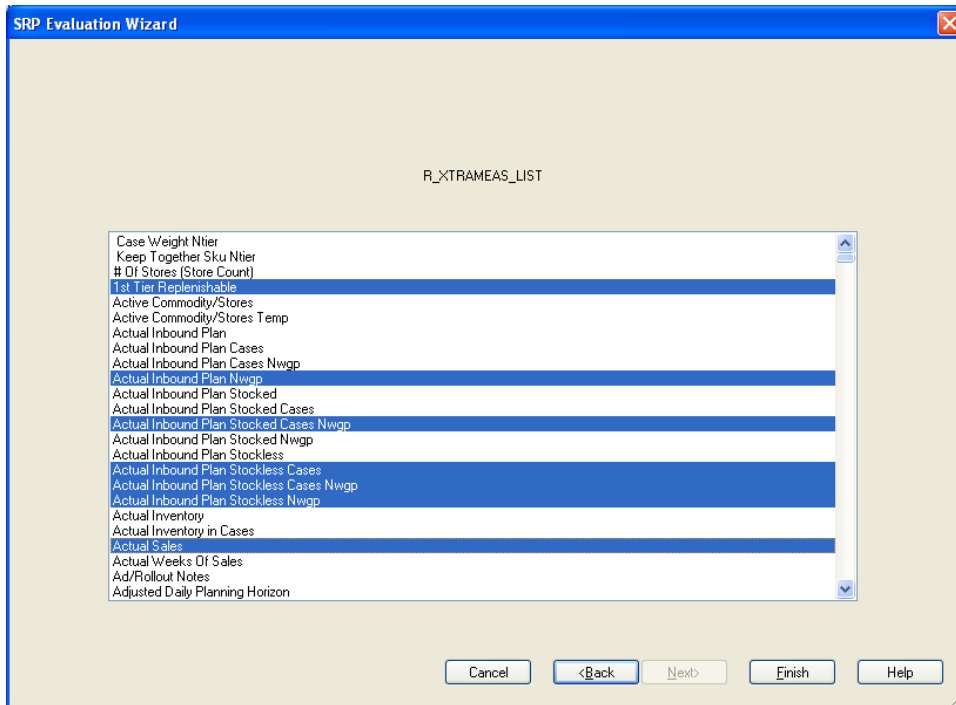 SRP Evaluation Wizard
R_XTRAMEAS_LIST
Case Weight Ntier
Keep Together Sku Ntier
# Of Stores (Store Count)
1st Tier Replenishable
Active Commodity/Stores
Active Commodity/Stores Temp
Actual Inbound Plan
Actual Inbound Plan Cases
Actual Inbound Plan Cases Nwgp
Actual Inbound Plan Nwgp
Actual Inbound Plan Stocked
Actual Inbound Plan Stocked Cases
Actual Inbound Plan Stocked Cases Nwgp
Actual Inbound Plan Stocked Nwgp
Actual Inbound Plan Stockless
Actual Inbound Plan Stockless Cases
Actual Inbound Plan Stockless Cases Nwgp
Actual Inbound Plan Stockless Nwgp
Actual Inventory
Actual Inventory in Cases
Actual Sales
Actual Weeks Of Sales
Ad/Rollout Notes
Adjusted Daily Planning Horizon
Cancel <Back Next> Finish Help